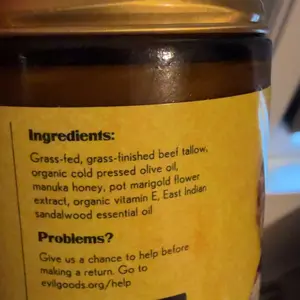 Ingredients:
Grass-fed, grass-finished beef tallow,
organic cold pressed olive oil,
manuka honey, pot marigold flower
extract, organic vitamin E, East Indian
sandalwood essential oil
Problems?
Give us a chance to help before
making a return. Go to
evilgoods.org/help